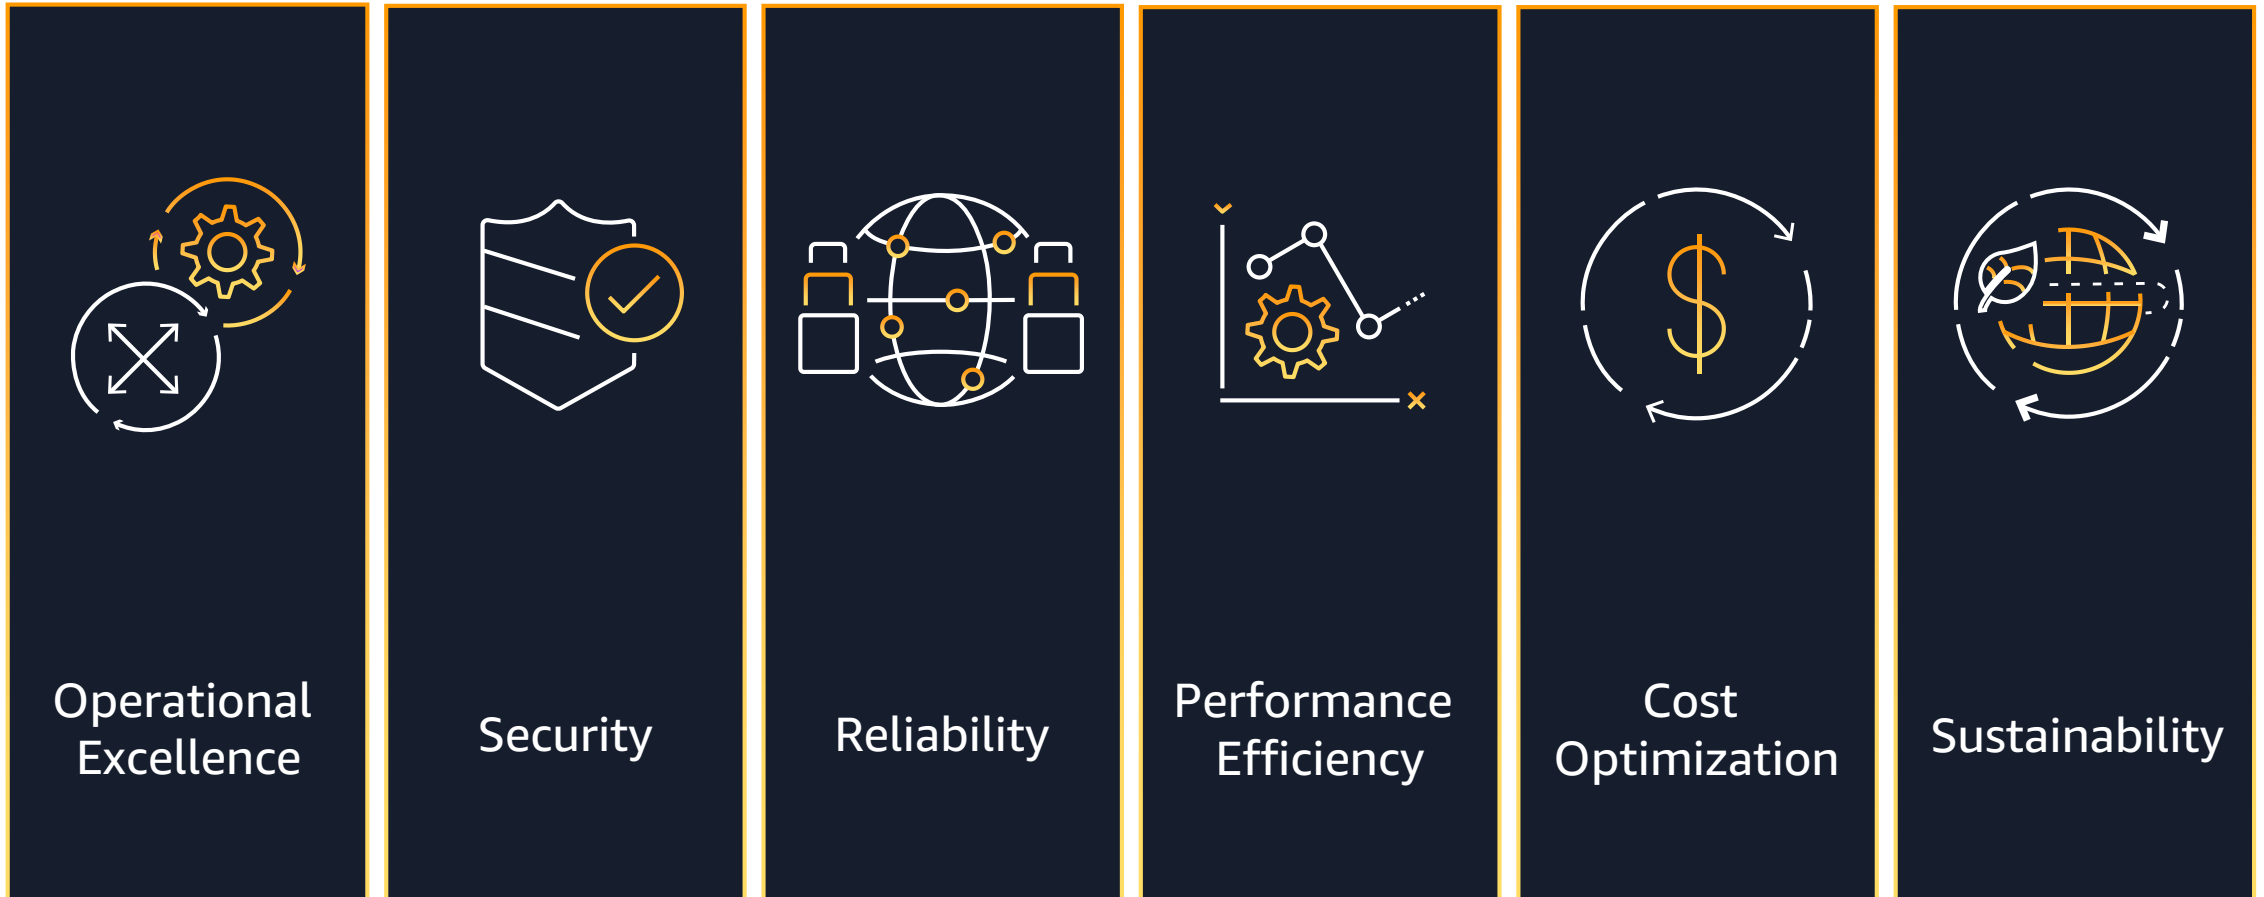 Operational
Excellence
Security
Reliability
Performance
Efficiency
Cost
Optimization
Sustainability